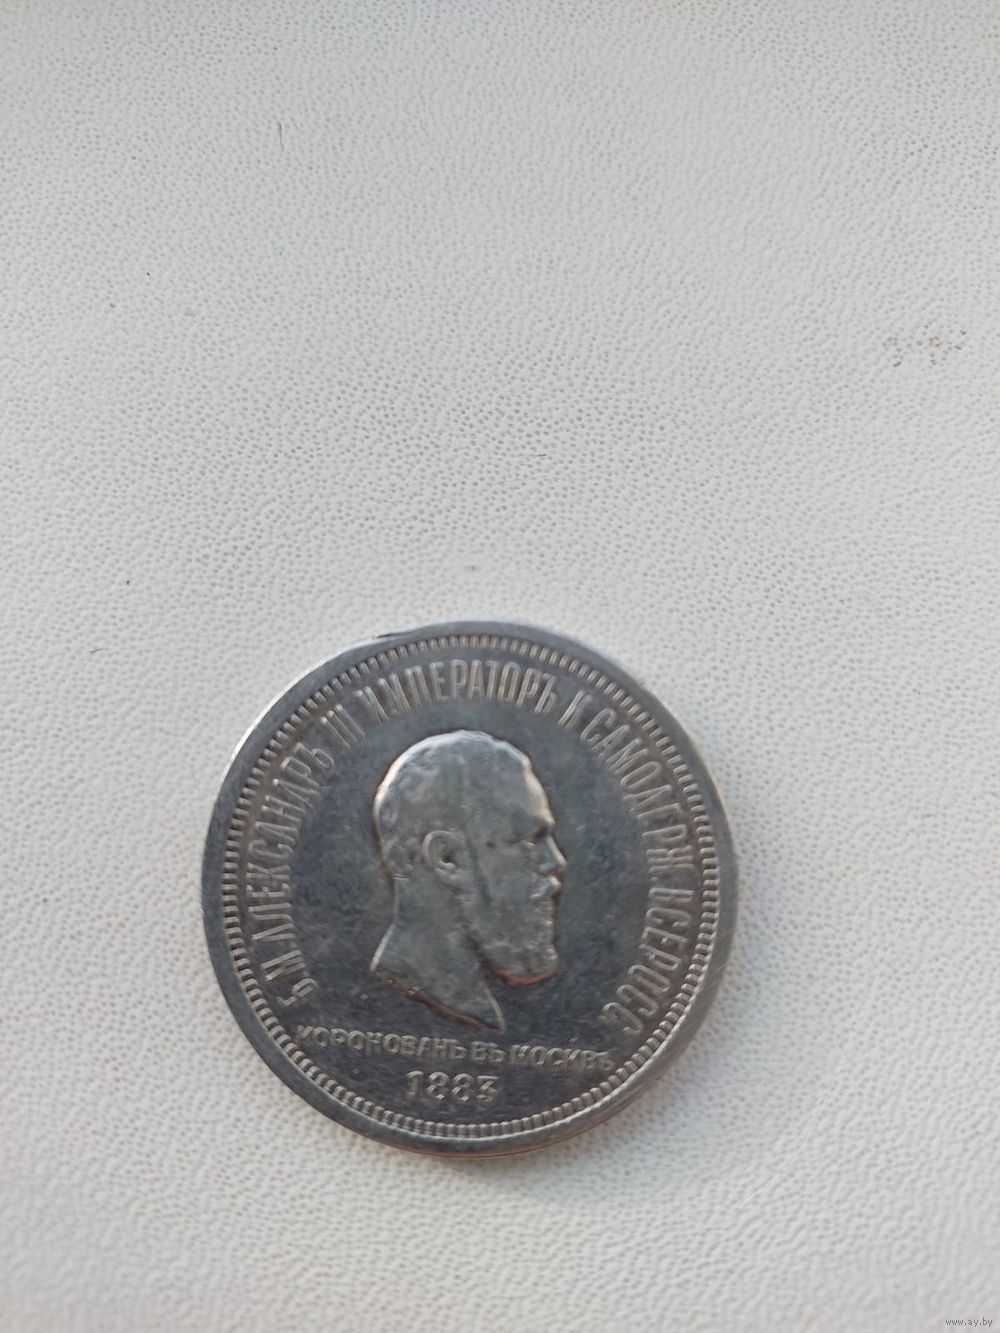 Б.М.АЛЕКСАНДРЪ III ИМПЕРАТОРЪ И САМОДЕРЖ. ВСЕРОСС.
КОРОНОВАНЪ ВЪ МОСКВѢ
1883
www.ay.by